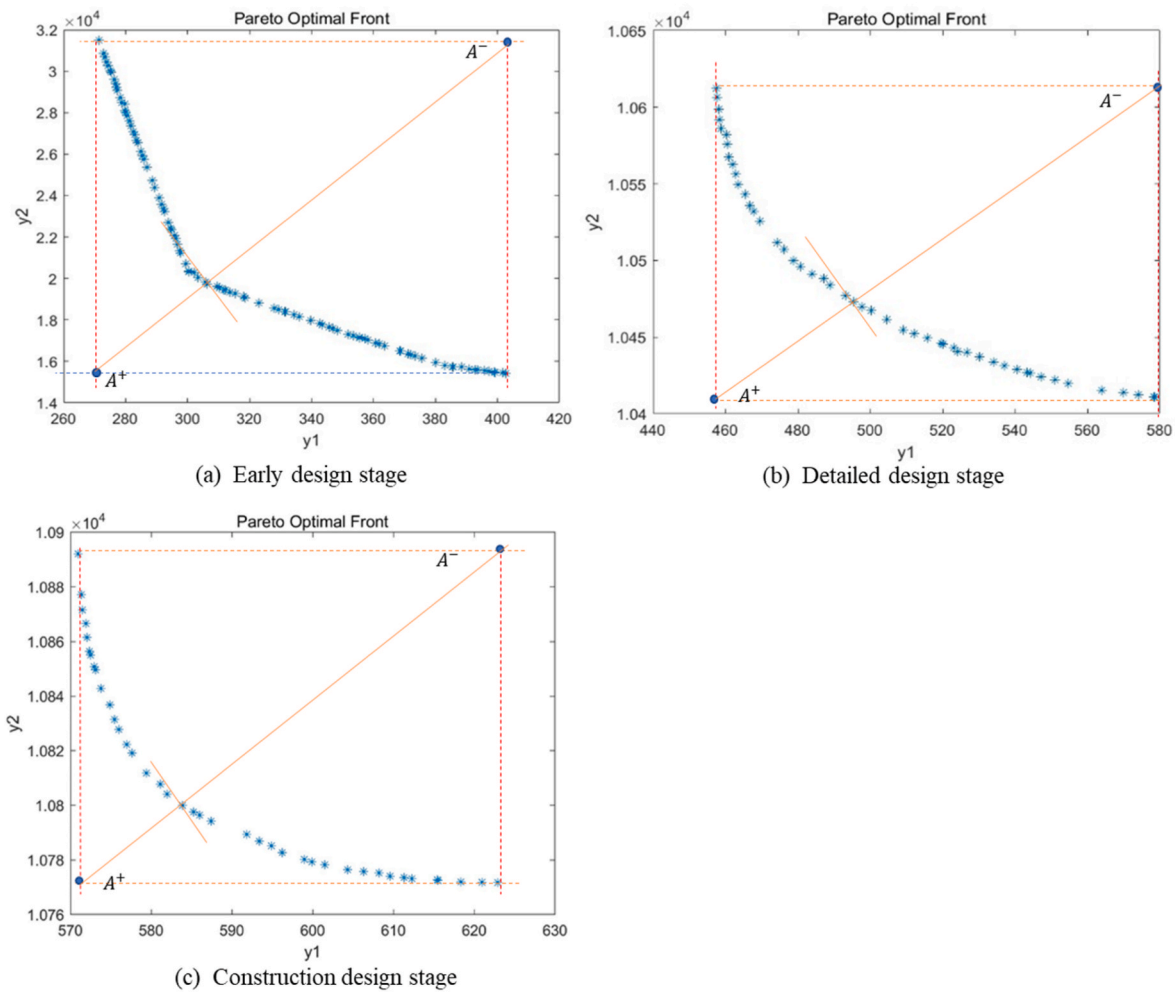 Pareto Optimal Front
×10⁴
3.2
3
2.8
2.6
2.4
2.2
2
1.8
1.6
1.4
y2
A⁻
A⁺
260 280 300 320 340 360 380 400 420
y1
(a) Early design stage
Pareto Optimal Front
×10⁴
1.065
1.06
1.055
1.05
1.045
1.04
y2
A⁻
A⁺
440 460 480 500 520 540 560 580
y1
(b) Detailed design stage
Pareto Optimal Front
×10⁴
1.09
1.088
1.086
1.084
1.082
1.08
1.078
1.076
y2
A⁻
A⁺
570 580 590 600 610 620 630
y1
(c) Construction design stage